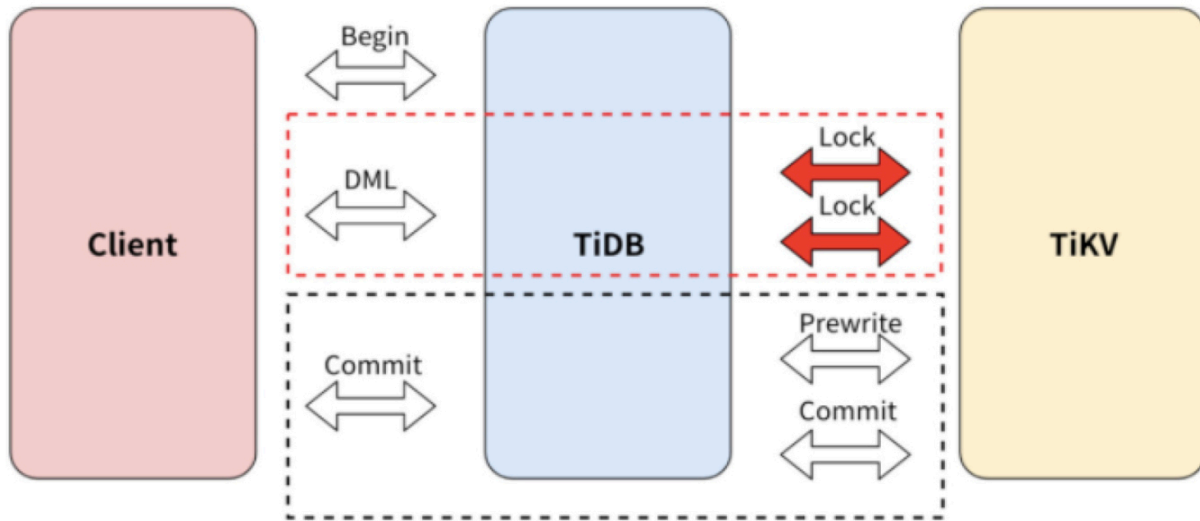 Begin
Lock
DML
Lock
Client
TiDB
TiKV
Prewrite
Commit
Commit